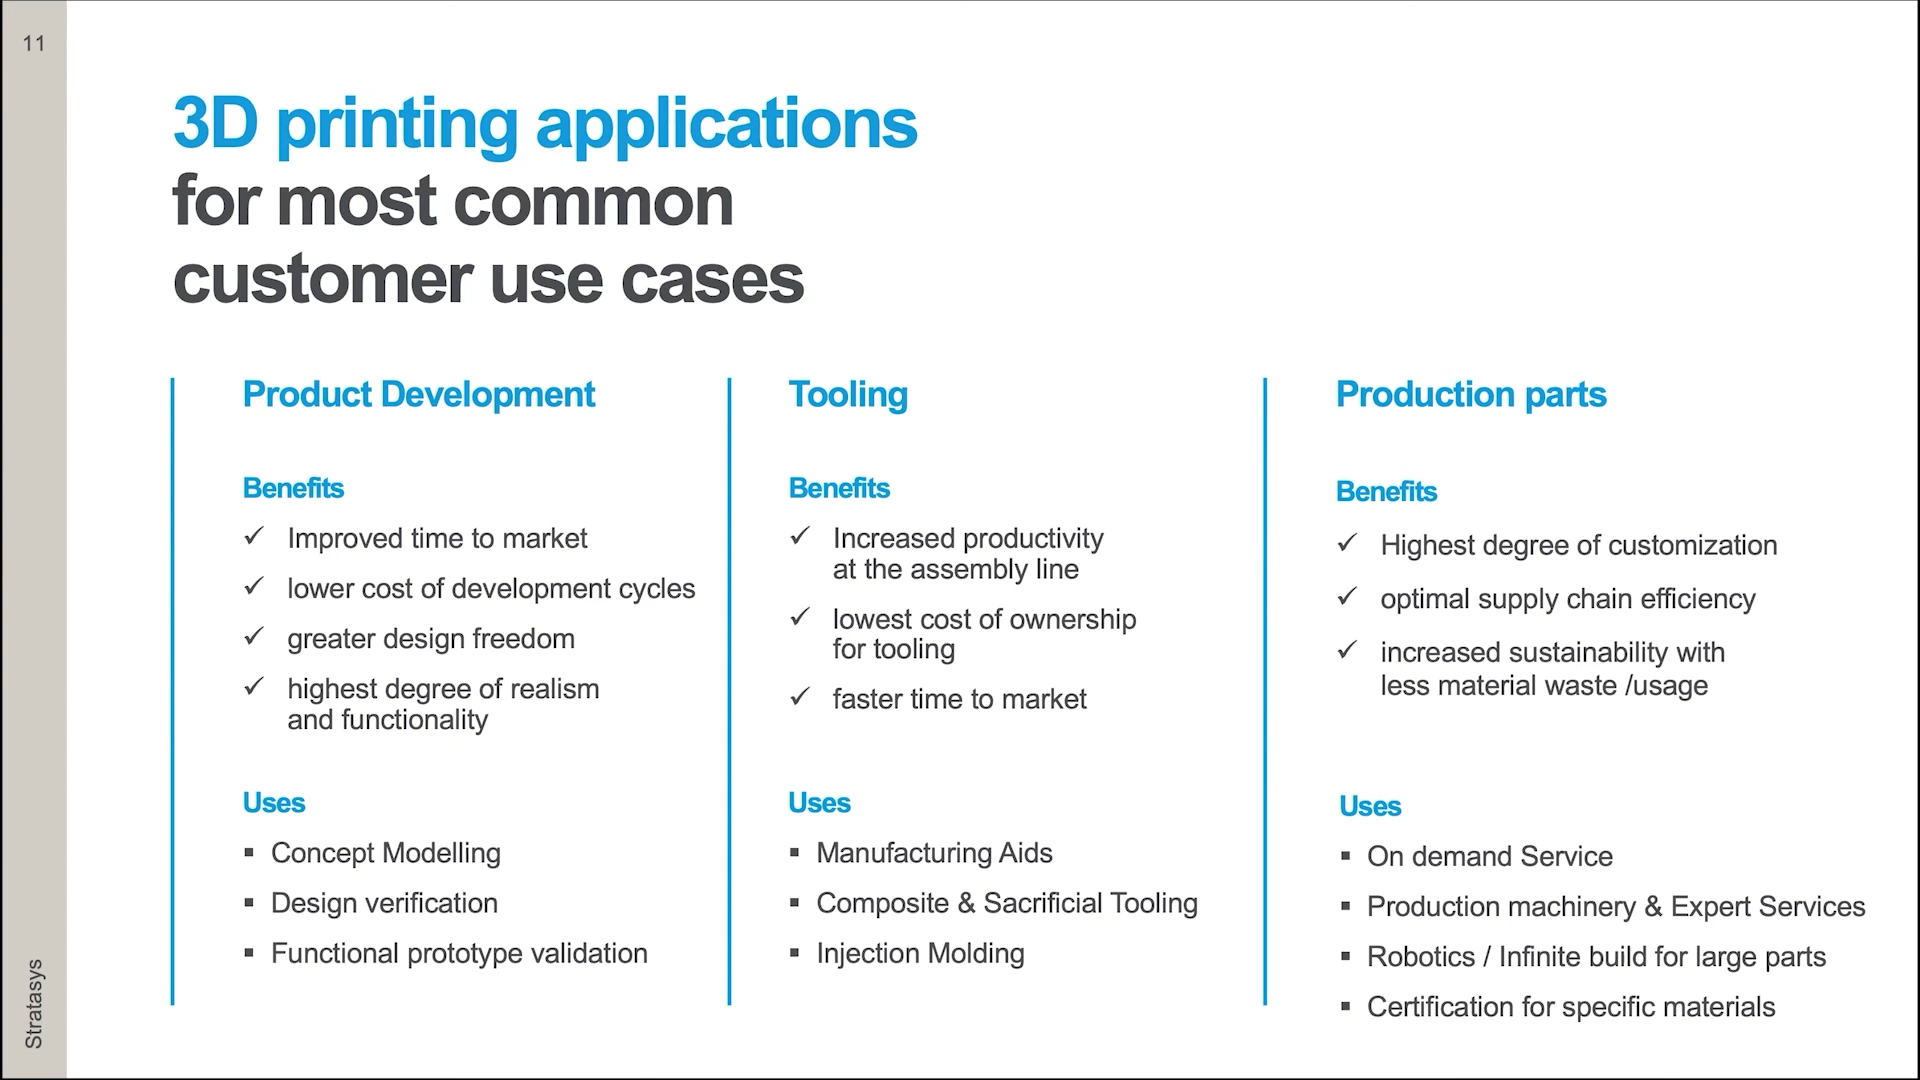 11
3D printing applications
for most common
customer use cases
Product Development
Benefits
Improved time to market
lower cost of development cycles
greater design freedom
highest degree of realism
and functionality
Uses
Concept Modelling
Design verification
Functional prototype validation
Tooling
Benefits
Increased productivity
at the assembly line
lowest cost of ownership
for tooling
faster time to market
Uses
Manufacturing Aids
Composite & Sacrificial Tooling
Injection Molding
Production parts
Benefits
Highest degree of customization
optimal supply chain efficiency
increased sustainability with
less material waste /usage
Uses
On demand Service
Production machinery & Expert Services
Robotics / Infinite build for large parts
Certification for specific materials
Stratasys